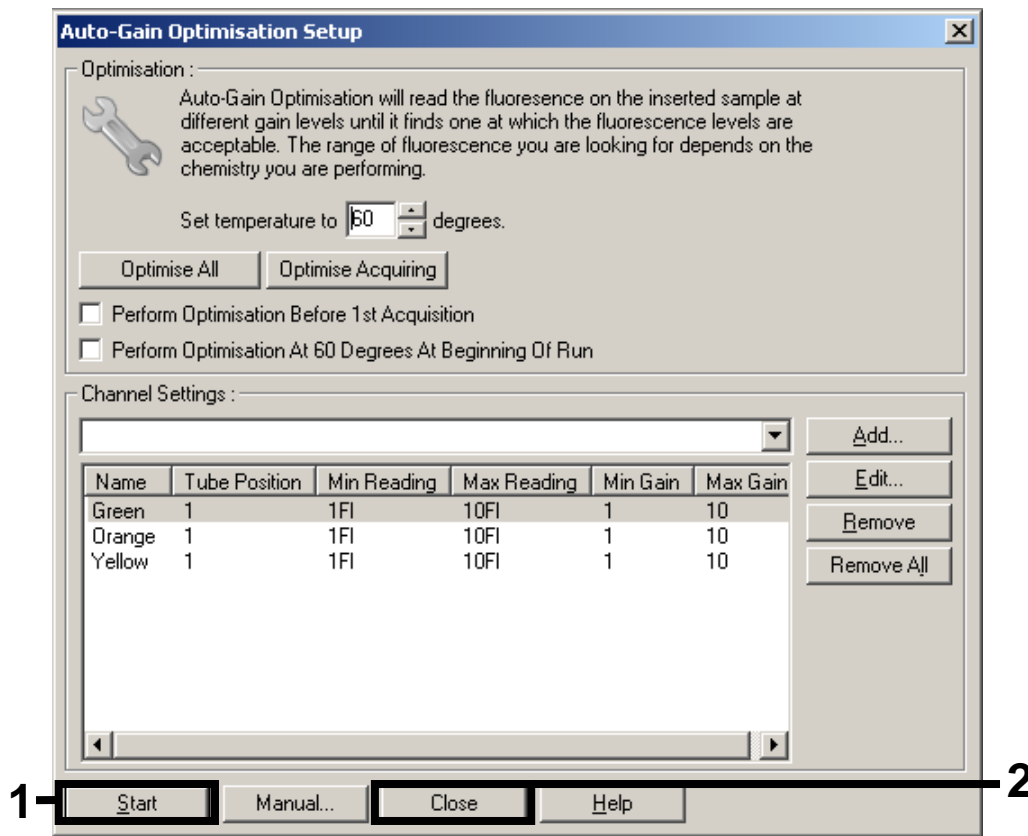 Auto-Gain Optimisation Setup
Optimisation :
Auto-Gain Optimisation will read the fluoresence on the inserted sample at
different gain levels until it finds one at which the fluorescence levels are
acceptable. The range of fluorescence you are looking for depends on the
chemistry you are performing.
Set temperature to 60 degrees.
Optimise All Optimise Acquiring
Perform Optimisation Before 1st Acquisition
Perform Optimisation At 60 Degrees At Beginning Of Run
Channel Settings :
Add...
Name Tube Position Min Reading Max Reading Min Gain Max Gain Edit...
Green 1 1Fl 10Fl 1 10
Remove
Orange 1 1Fl 10Fl 1 10
Yellow 1 1Fl 10Fl 1 10
Remove All
1 Start Manual... Close Help 2